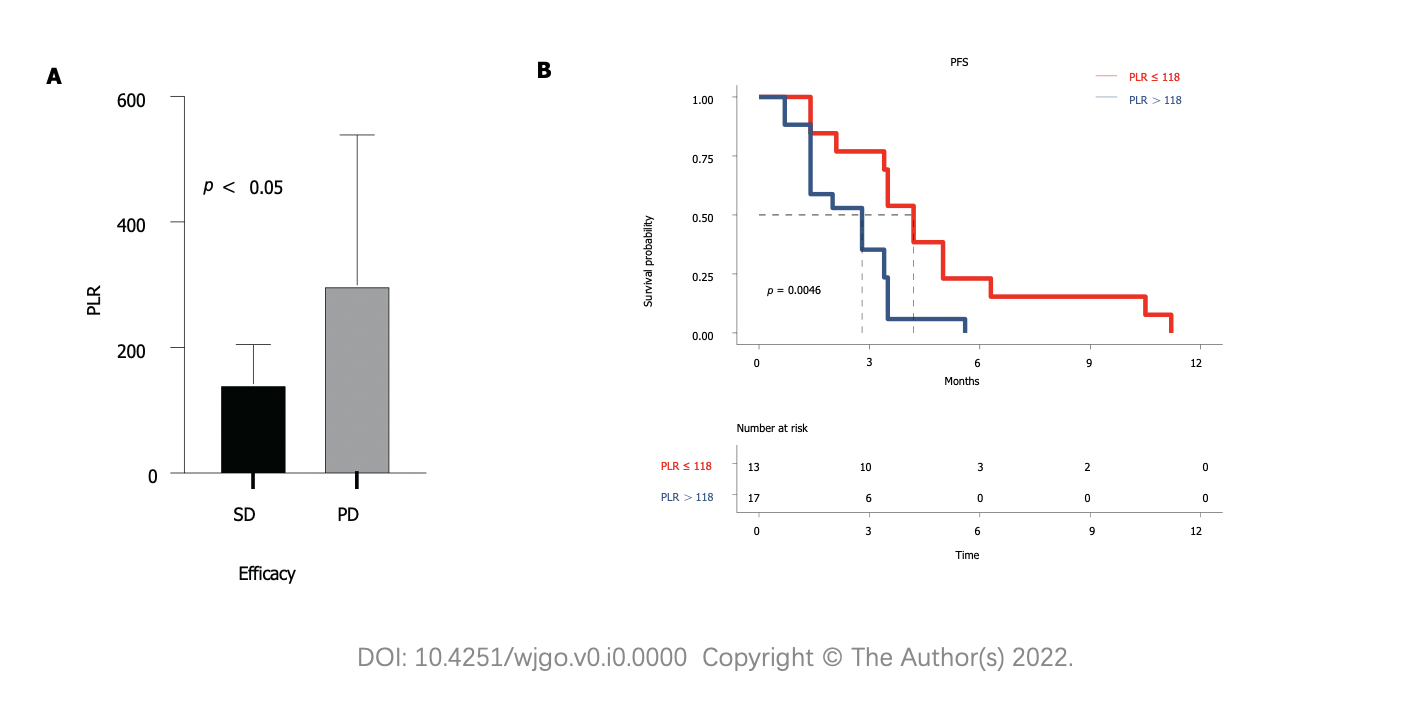 A
600
400
200
0
PLR
p < 0.05
SD PD
Efficacy
B
PFS
PLR ≤ 118
PLR > 118
1.00
0.75
0.50
0.25
0.00
Survival probability
p = 0.0046
0 3 6 9 12
Months
Number at risk
PLR ≤ 118 13 10 3 2 0
PLR > 118 17 6 0 0 0
0 3 6 9 12
Time
DOI: 10.4251/wjgo.v0.i0.0000 Copyright © The Author(s) 2022.